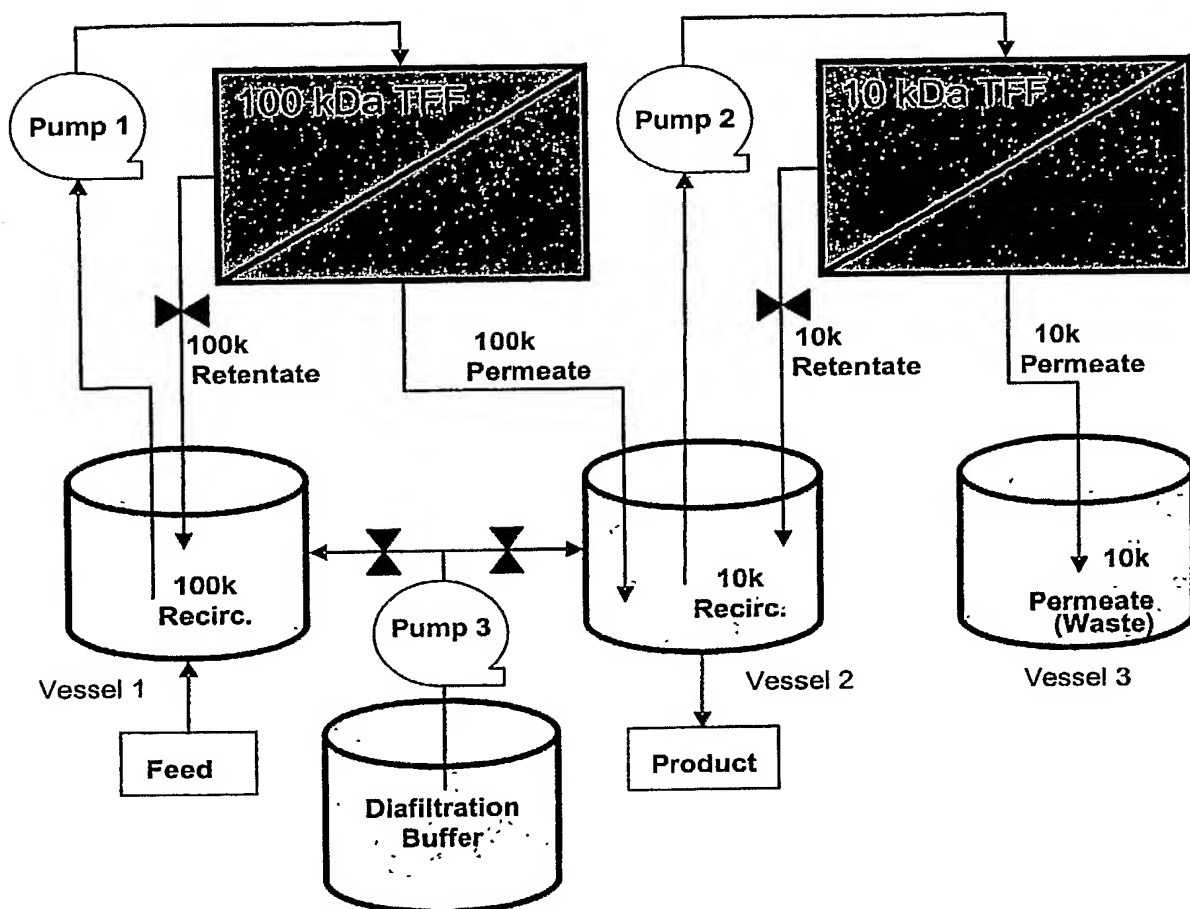 100 kDa TFF
10 kDa TFF
Pump 1
Pump 2
100k
Retentate
100k
Permeate
10k
Retentate
10k
Permeate
100k
Recirc.
10k
Recirc.
10k
Permeate
(Waste)
Pump 3
Vessel 1
Vessel 2
Vessel 3
Feed
Product
Diafiltration
Buffer